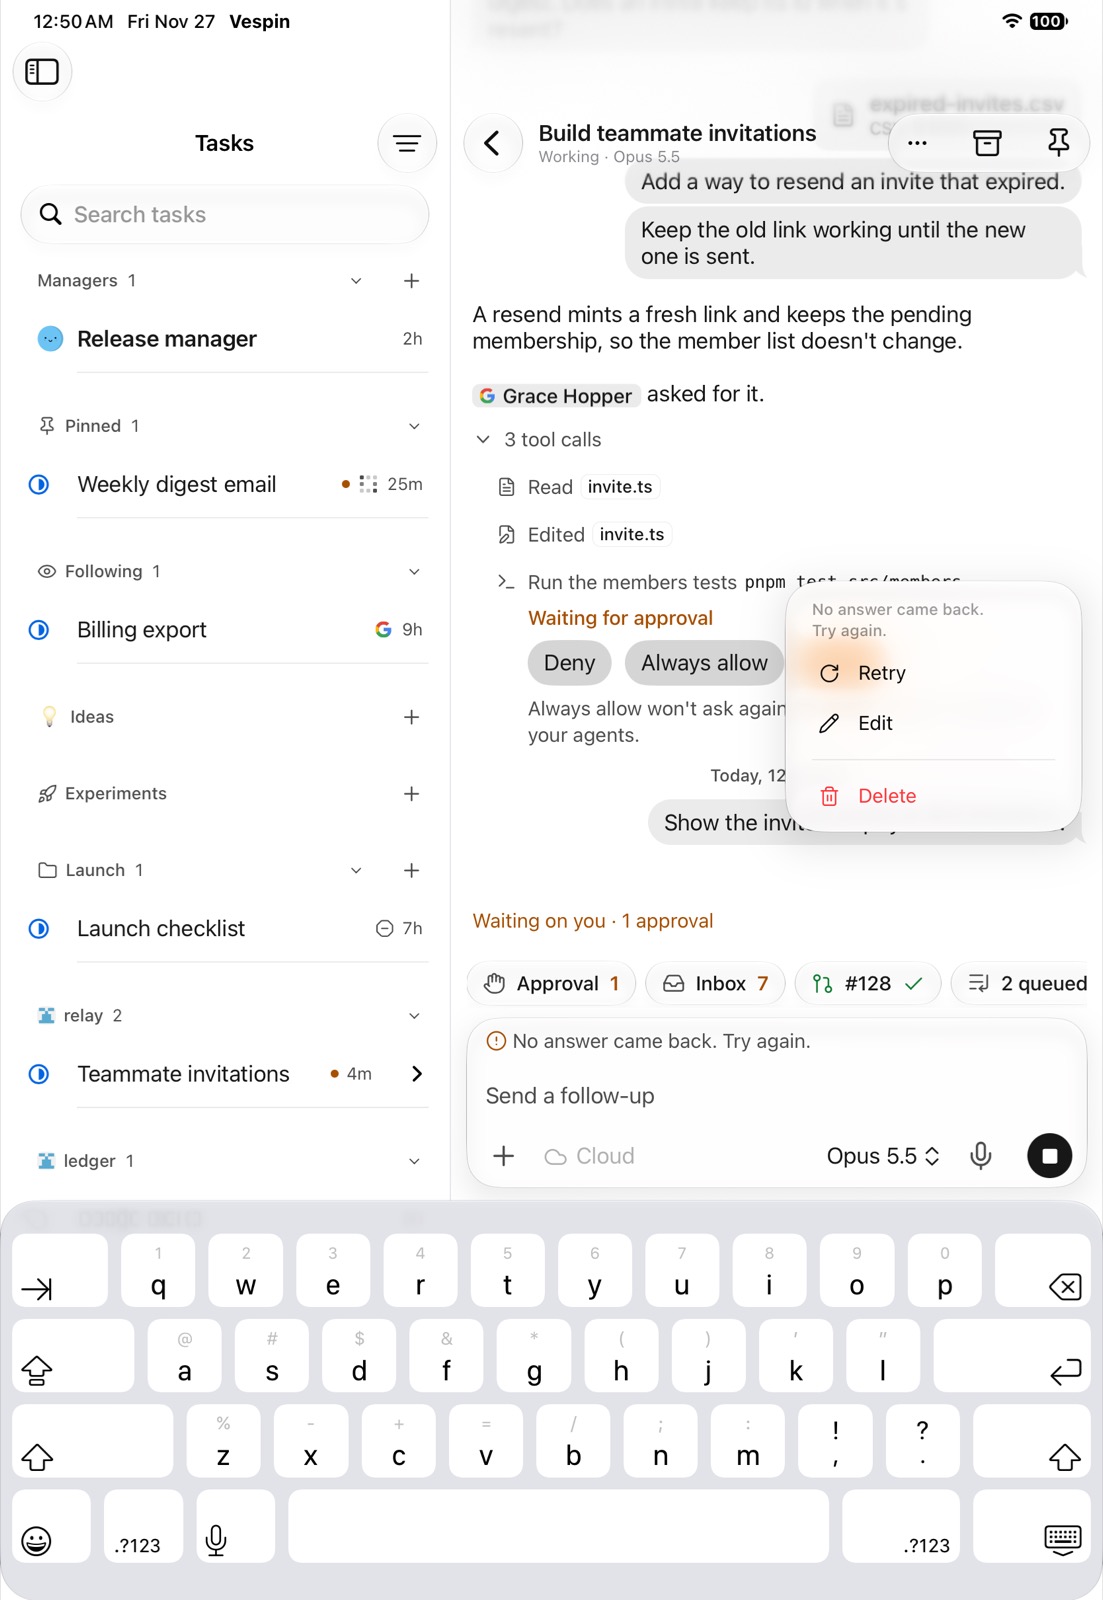 12:50 AM Fri Nov 27 Vespin
100
Tasks
Search tasks
Managers 1
Release manager 2h
Pinned 1
Weekly digest email 25m
Following 1
Billing export 9h
Ideas
Experiments
Launch 1
Launch checklist 7h
relay 2
Teammate invitations 4m
ledger 1
expired-invites.csv
Build teammate invitations
Working · Opus 5.5
Add a way to resend an invite that expired.
Keep the old link working until the new
one is sent.
A resend mints a fresh link and keeps the pending
membership, so the member list doesn't change.
Grace Hopper asked for it.
3 tool calls
Read invite.ts
Edited invite.ts
Run the members tests pnpm test src/members
Waiting for approval
Deny Always allow
Always allow won't ask again
your agents.
Today, 12
Show the
No answer came back.
Try again.
Retry
Edit
Delete
Waiting on you · 1 approval
Approval 1 Inbox 7 #128 2 queued
No answer came back. Try again.
Send a follow-up
Cloud Opus 5.5
1 2 3 4 5 6 7 8 9 0
q w e r t y u i o p
@ # $ & * ( ) ' "
a s d f g h j k l
% - + = / ; : ! ?
z x c v b n m , .
.?123 .?123